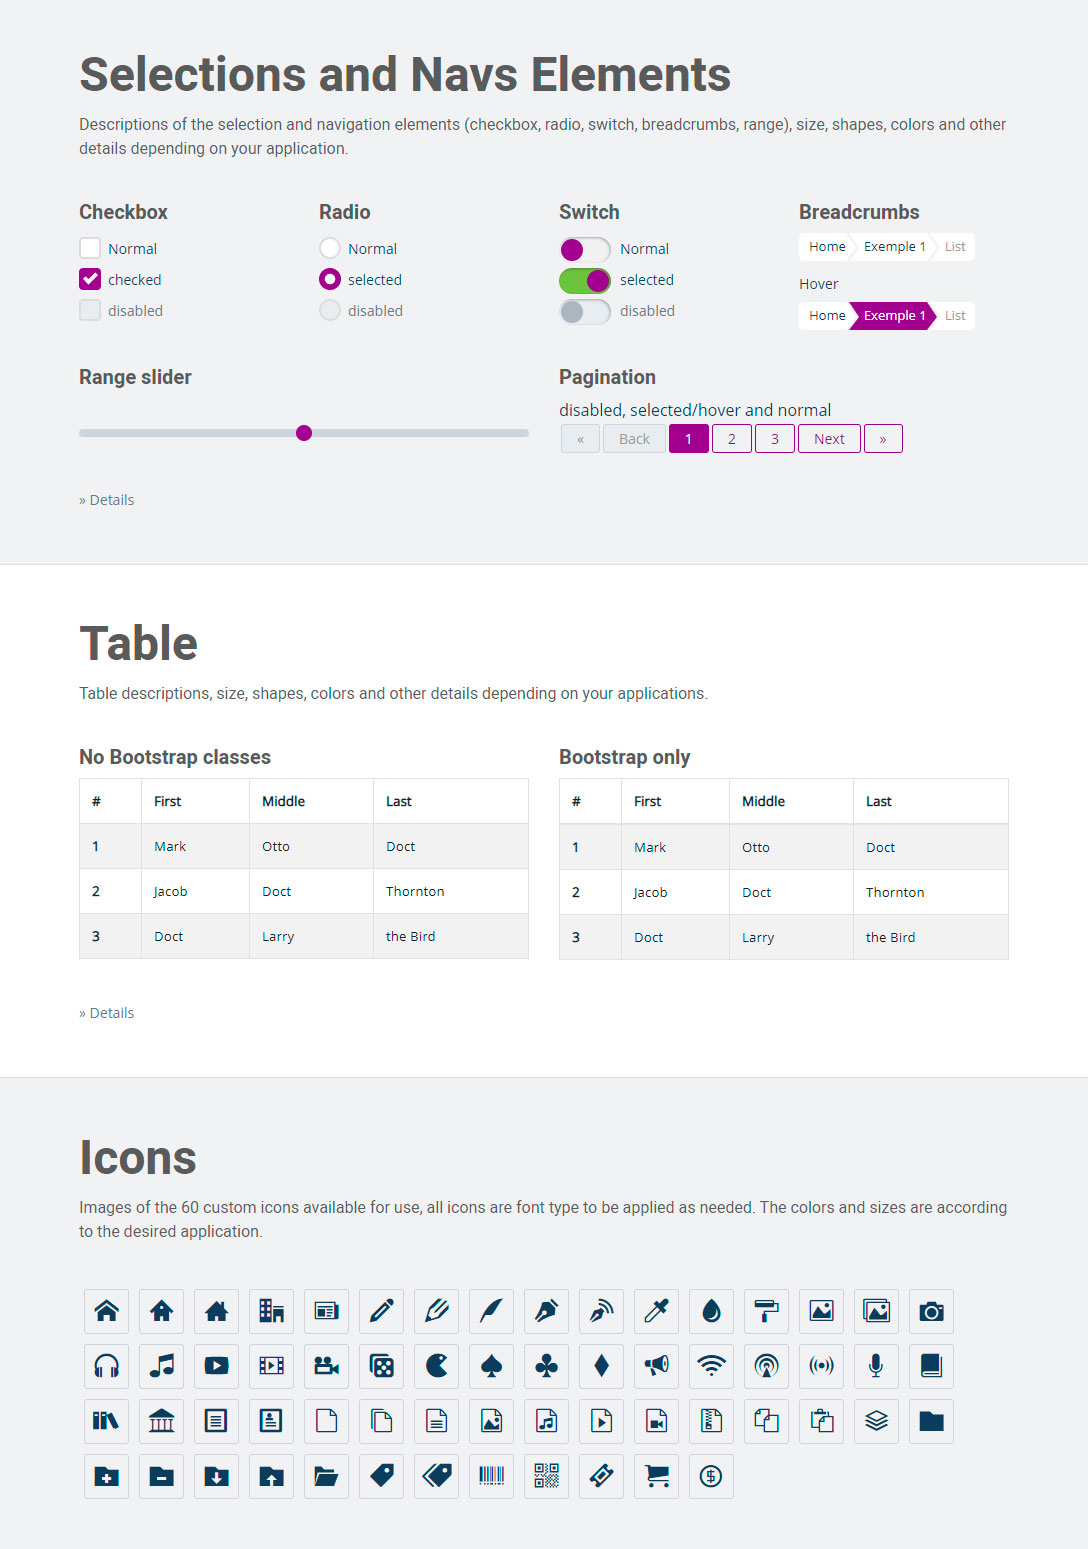 Selections and Navs Elements
Descriptions of the selection and navigation elements (checkbox, radio, switch, breadcrumbs, range), size, shapes, colors and other
details depending on your application.
Checkbox
Normal
checked
disabled
Radio
Normal
selected
disabled
Switch
Normal
selected
disabled
Breadcrumbs
Home Exemple 1 List
Hover
Home Exemple 1 List
Range slider
Pagination
disabled, selected/hover and normal
« Back 1 2 3 Next »
» Details
Table
Table descriptions, size, shapes, colors and other details depending on your applications.
No Bootstrap classes
# First Middle Last
1 Mark Otto Doct
2 Jacob Doct Thornton
3 Doct Larry the Bird
Bootstrap only
# First Middle Last
1 Mark Otto Doct
2 Jacob Doct Thornton
3 Doct Larry the Bird
» Details
Icons
Images of the 60 custom icons available for use, all icons are font type to be applied as needed. The colors and sizes are according
to the desired application.